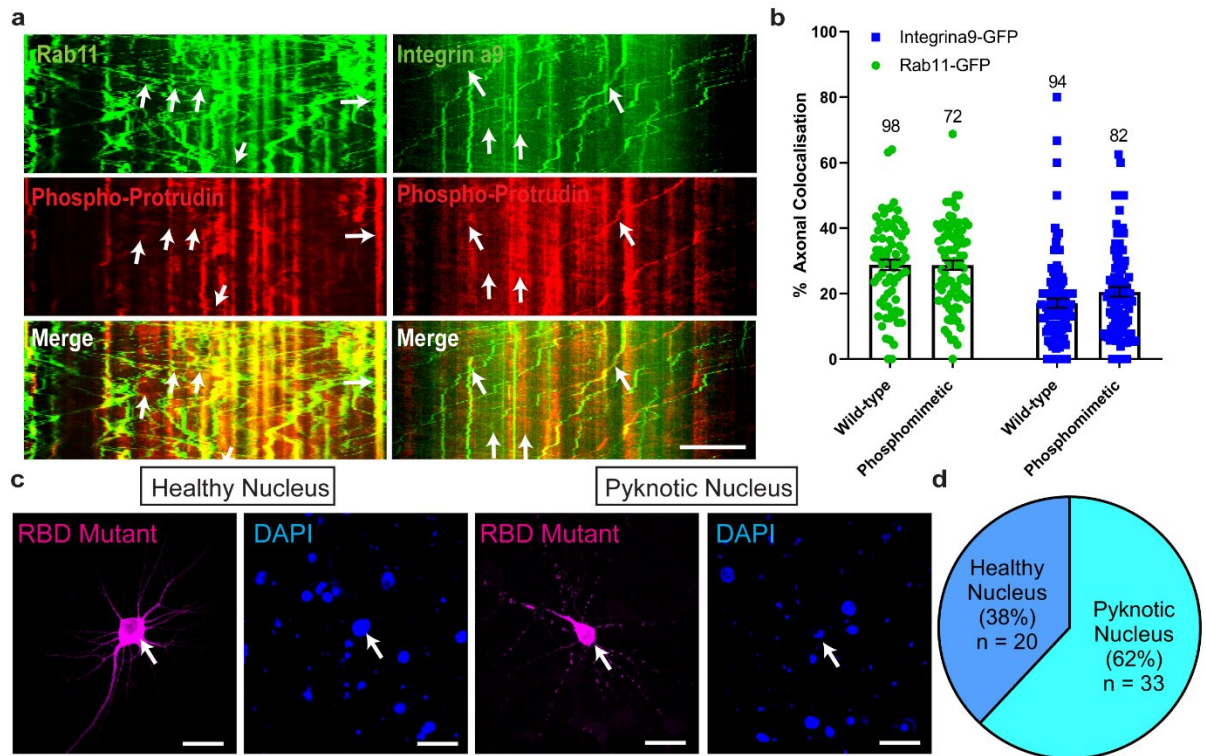 a
Rab11
Integrin a9
Phospho-Protrudin
Phospho-Protrudin
Merge
Merge
b
Integrina9-GFP
Rab11-GFP
% Axonal Colocalisation
100
80
60
40
20
0
98
72
94
82
Wild-type
Phosphomimetic
Wild-type
Phosphomimetic
c
Healthy Nucleus
Pyknotic Nucleus
RBD Mutant
DAPI
RBD Mutant
DAPI
d
Healthy
Nucleus
(38%)
n = 20
Pyknotic
Nucleus
(62%)
n = 33